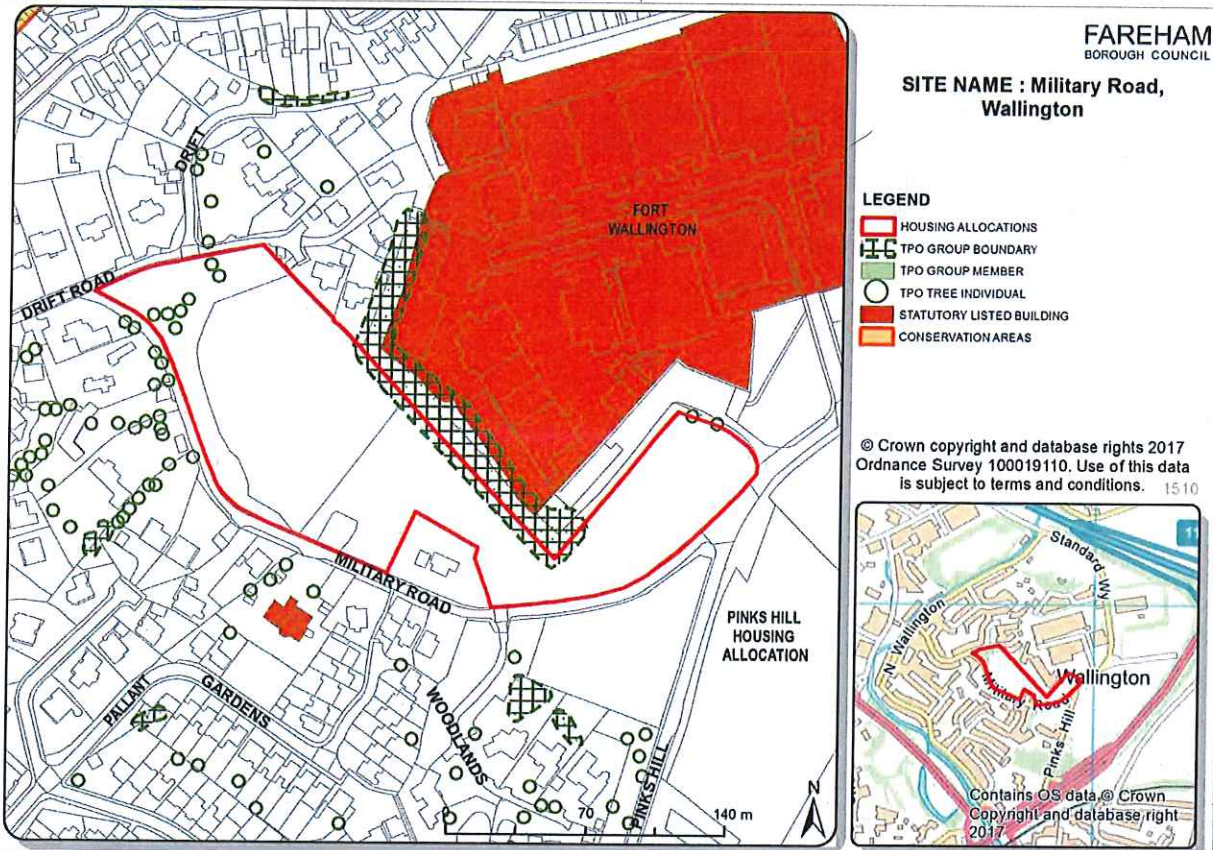 FAREHAM
BOROUGH COUNCIL
SITE NAME : Military Road,
Wallington
LEGEND
HOUSING ALLOCATIONS
TPO GROUP BOUNDARY
TPO GROUP MEMBER
TPO TREE INDIVIDUAL
STATUTORY LISTED BUILDING
CONSERVATION AREAS
© Crown copyright and database rights 2017
Ordnance Survey 100019110. Use of this data
is subject to terms and conditions. 1510
DRIFT
FORT
WALLINGTON
DRIFT ROAD
MILITARY ROAD
PINKS HILL
HOUSING
ALLOCATION
PALLANT
GARDENS
WOODLANDS
PINKS HILL
0 70 140 m
N
11
Standard Wy
N Wallington
Wallington
Military Road
Pinks Hill
Contains OS data © Crown
Copyright and database right
2017